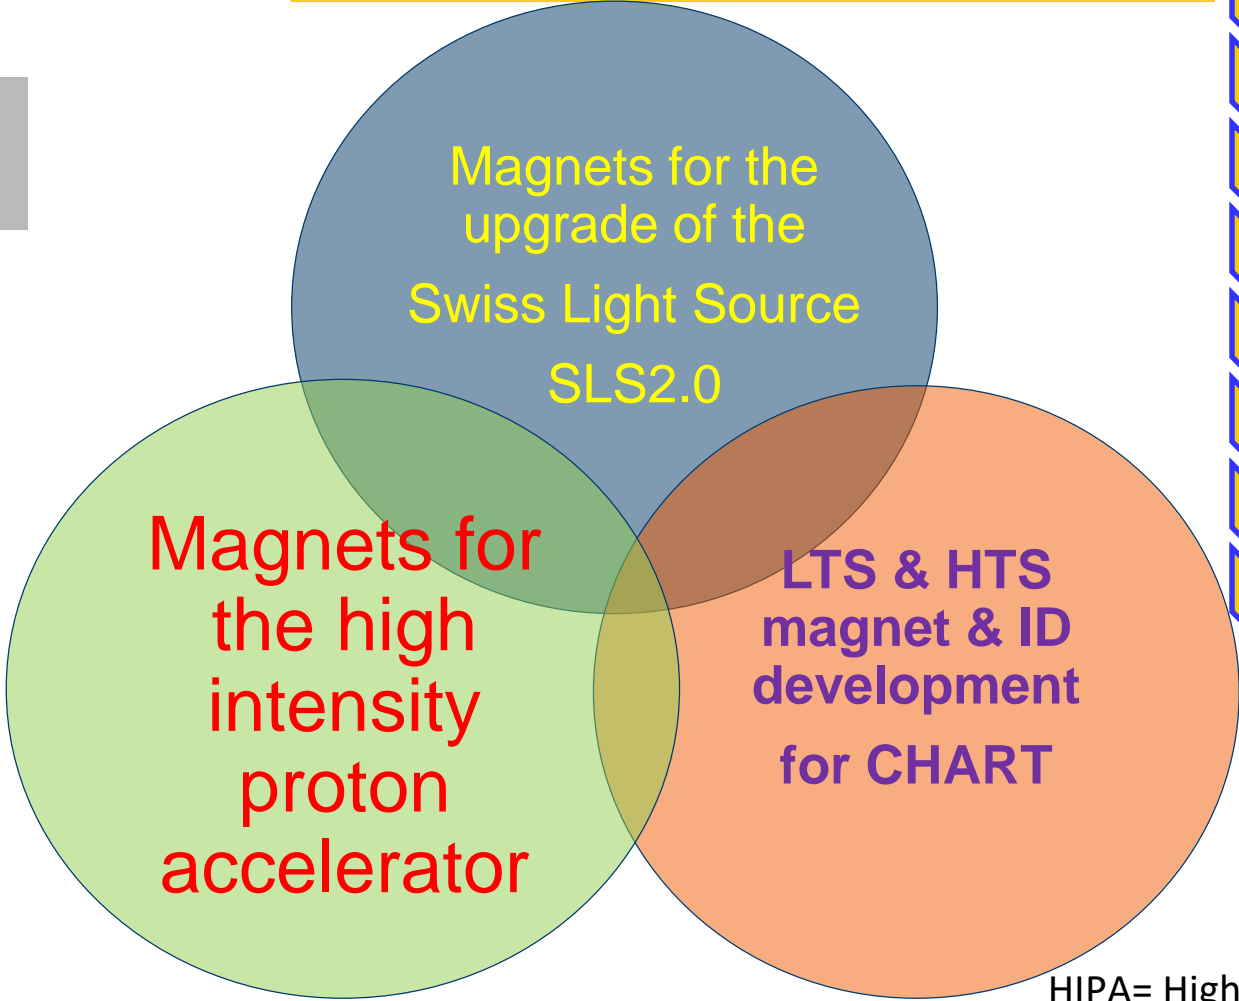 Magnets for the
upgrade of the
Swiss Light Source
SLS2.0
Magnets for
the high
intensity
proton
accelerator
LTS & HTS
magnet & ID
development
for CHART
HIPA= High